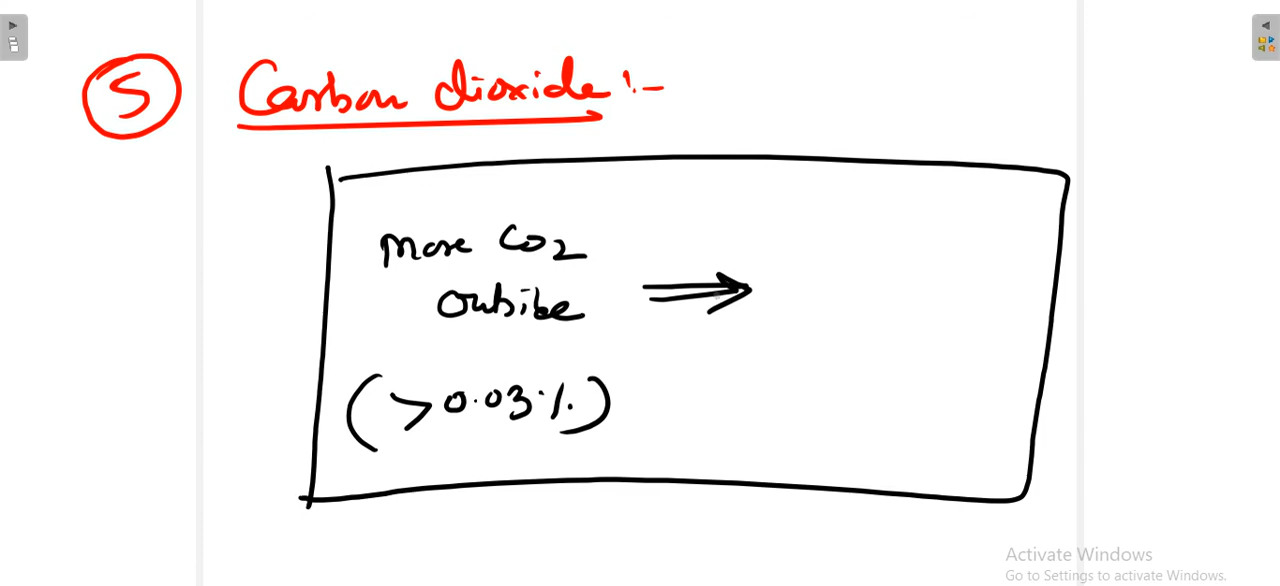 5 Carbon dioxide :-
More CO2
outside
(>0.03%)
Activate Windows
Go to Settings to activate Windows.